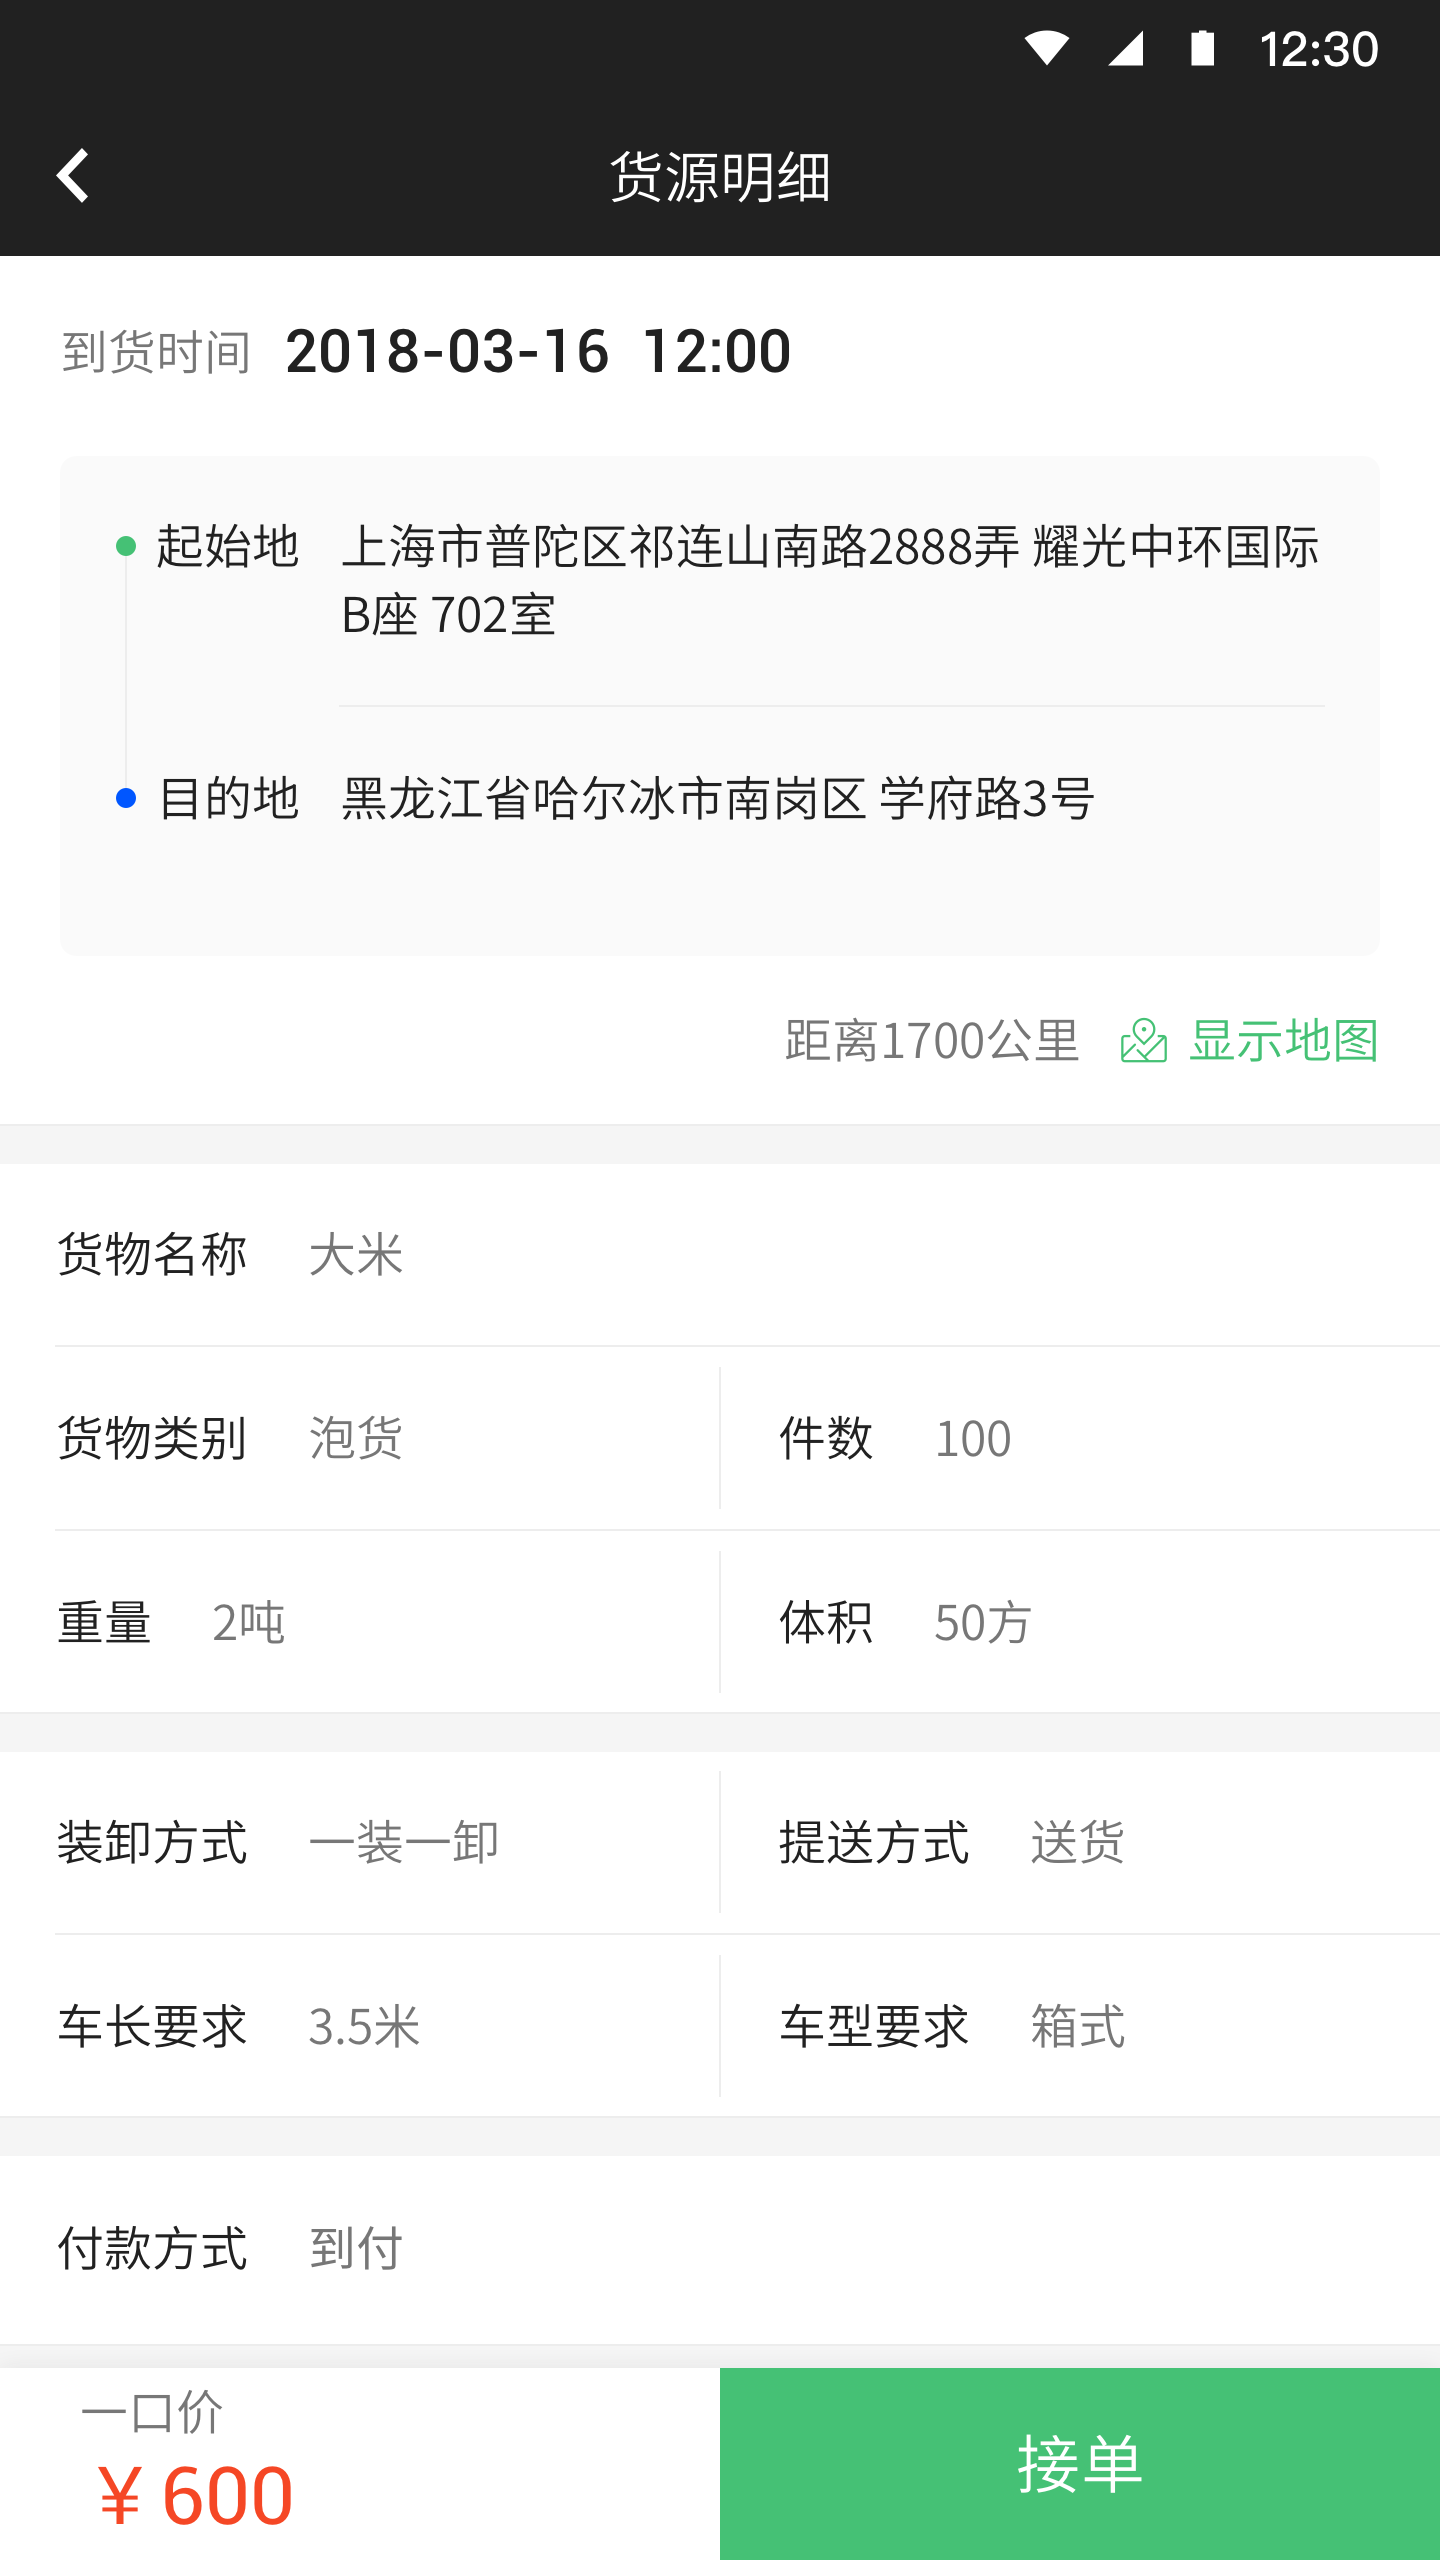 12:30
货源明细
到货时间 2018-03-16 12:00
起始地 上海市普陀区祁连山南路2888弄 耀光中环国际
B座 702室
目的地 黑龙江省哈尔冰市南岗区 学府路3号
距离1700公里 显示地图
货物名称 大米
货物类别 泡货 件数 100
重量 2吨 体积 50方
装卸方式 一装一卸 提送方式 送货
车长要求 3.5米 车型要求 箱式
付款方式 到付
一口价
¥ 600
接单